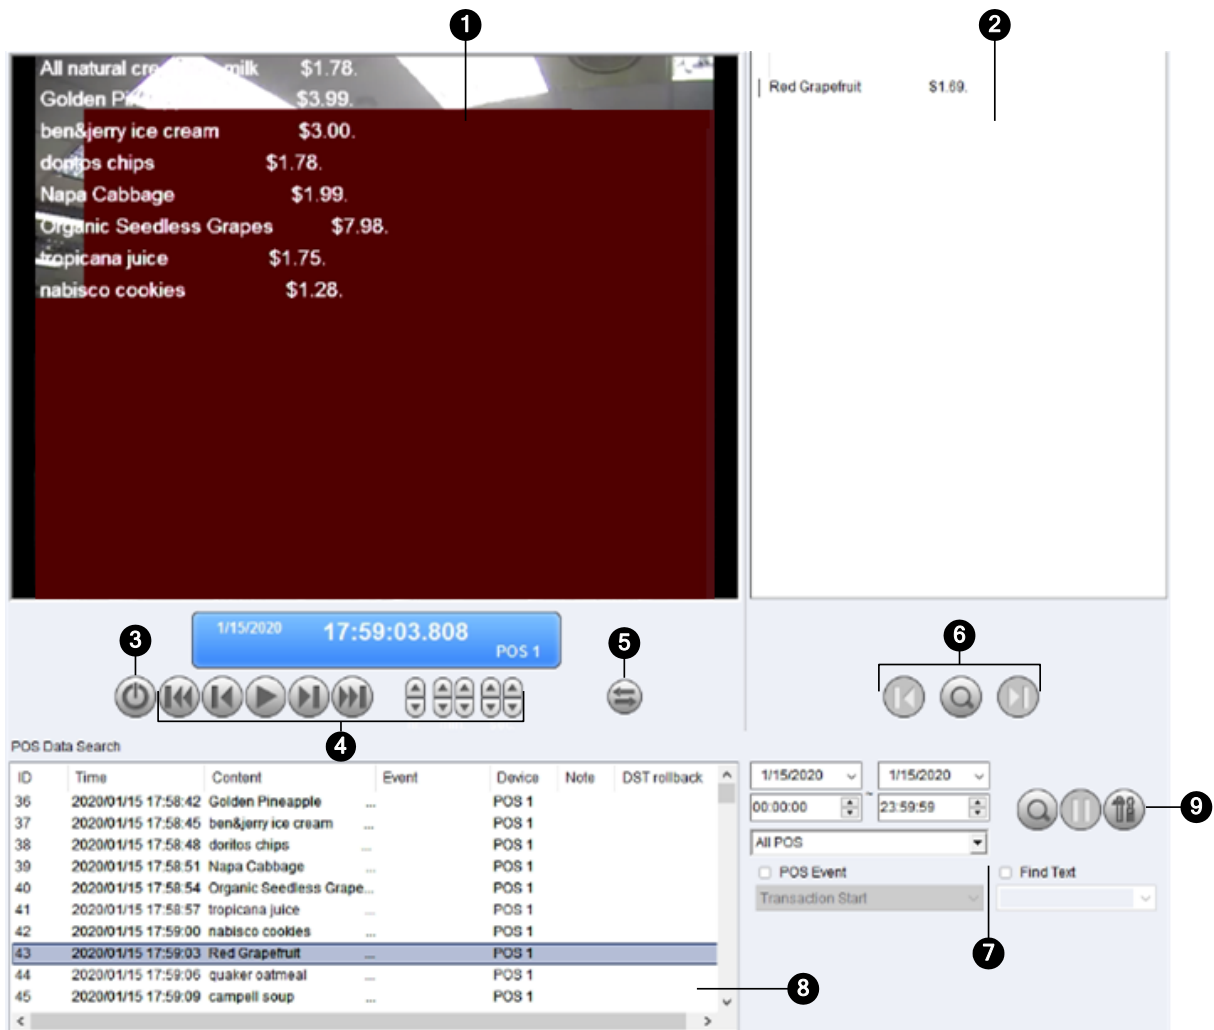 1
2
All natural cre milk $1.78.
Golden Pi $3.99.
ben&jerry ice cream $3.00.
doritos chips $1.78.
Napa Cabbage $1.99.
Organic Seedless Grapes $7.98.
tropicana juice $1.75.
nabisco cookies $1.28.
Red Grapefruit $1.69.
3
1/15/2020 17:59:03.808
POS 1
5
6
4
POS Data Search
ID Time Content Event Device Note DST rollback
36 2020/01/15 17:58:42 Golden Pineapple ... POS 1
37 2020/01/15 17:58:45 ben&jerry ice cream ... POS 1
38 2020/01/15 17:58:48 doritos chips ... POS 1
39 2020/01/15 17:58:51 Napa Cabbage ... POS 1
40 2020/01/15 17:58:54 Organic Seedless Grape... POS 1
41 2020/01/15 17:58:57 tropicana juice ... POS 1
42 2020/01/15 17:59:00 nabisco cookies ... POS 1
43 2020/01/15 17:59:03 Red Grapefruit ... POS 1
44 2020/01/15 17:59:06 quaker oatmeal ... POS 1
45 2020/01/15 17:59:09 campell soup ... POS 1
1/15/2020 1/15/2020
00:00:00 ~ 23:59:59
9
All POS
POS Event Find Text
Transaction Start
7
8